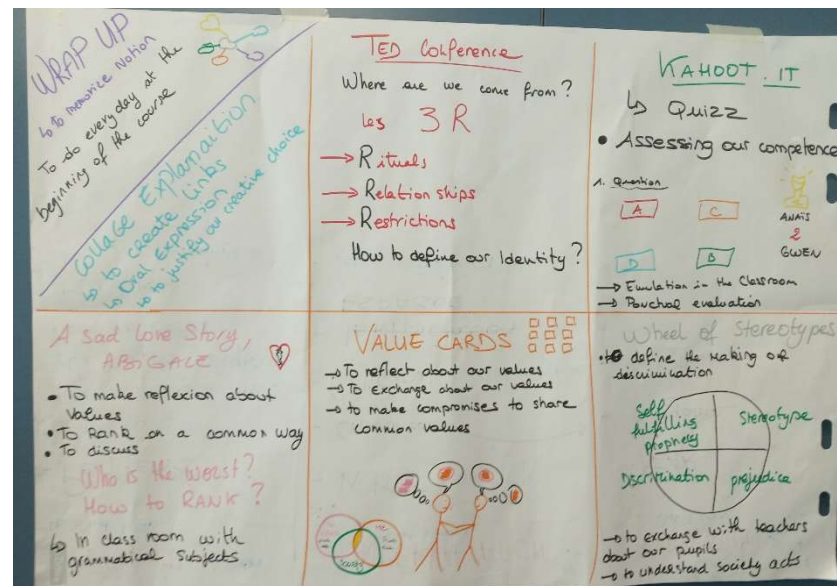 WRAP UP
↳ to memorize Notion
To do everyday at the
beginning of the course
Collage Explanaition
↳ to create links
↳ Oral Expression
↳ to justify our creative choice
TED Conference
Where are we come from?
Les 3 R
→ Rituals
→ Relation ships
→ Restrictions
How to define our Identity?
KAHOOT.IT
↳ Quizz
• Assessing our competence
1. Question
A
C
D
B
ANAÏS
2
GWEN
→ Emulation in the Classroom
→ evaluation
A Sad Love Story,
ABiGALE
• To make reflexion about
values
• To Rank on a common way
• To discuss
Who is the worst?
How to RANK?
↳ In class room with
grammatical subjects
VALUE CARDS
→ To reflect about our values
→ To exchange about our values
→ to make compromises to share
common values
Wheel of Stereotypes
• to define the making of
discrimination
Self
fulfilling
prophety
Stereotype
Discrimination
prejudice
→ to exchange with teachers
about our pupils
→ to understand society acts